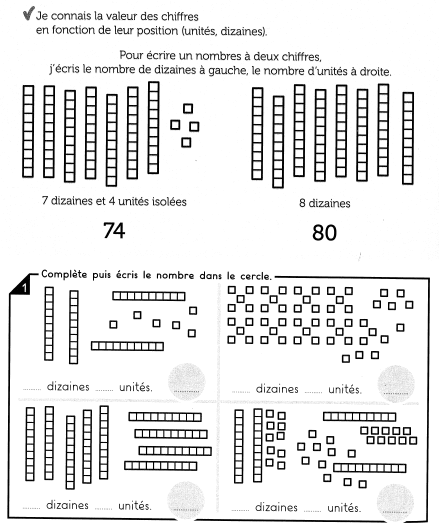 Je connais la valeur des chiffres
en fonction de leur position (unités, dizaines).
Pour écrire un nombres à deux chiffres,
j'écris le nombre de dizaines à gauche, le nombre d'unités à droite.
7 dizaines et 4 unités isolées
8 dizaines
74
80
1 Complète puis écris le nombre dans le cercle.
........ dizaines ........ unités. ........
........ dizaines ........ unités. ........
........ dizaines ........ unités. ........
........ dizaines ........ unités. ........